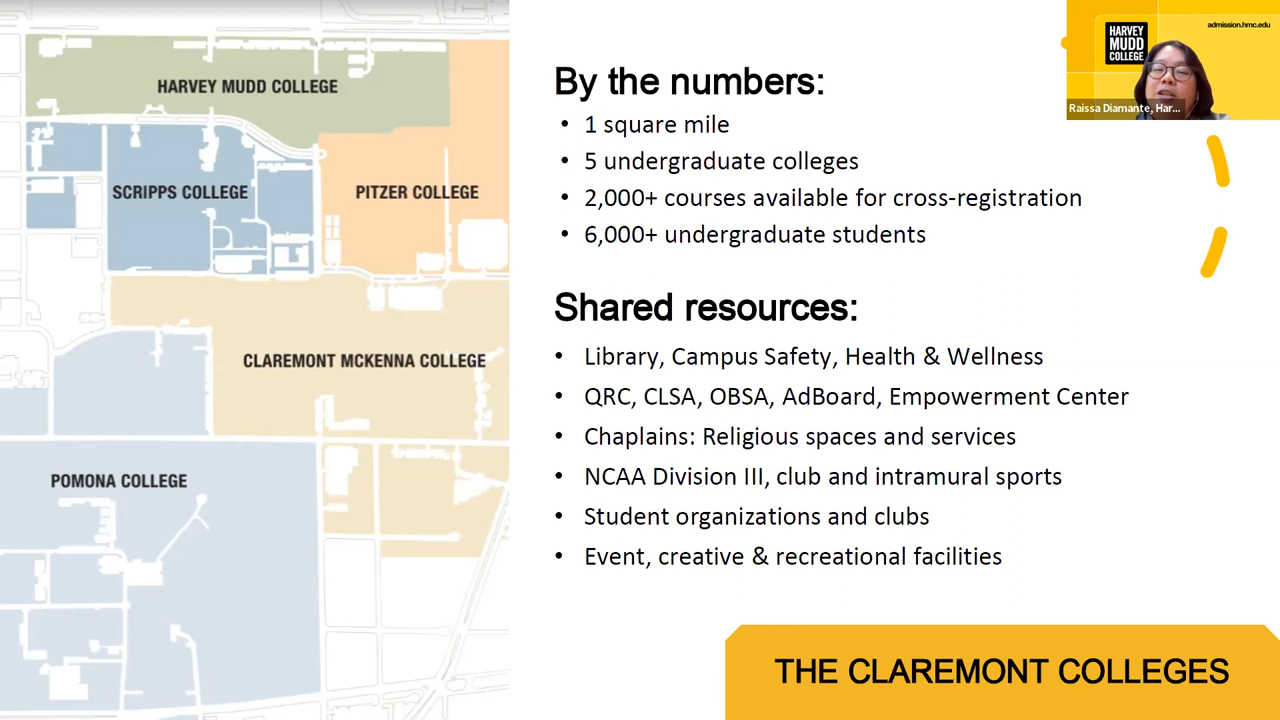 HARVEY MUDD COLLEGE
SCRIPPS COLLEGE
PITZER COLLEGE
CLAREMONT MCKENNA COLLEGE
POMONA COLLEGE
By the numbers:
• 1 square mile
• 5 undergraduate colleges
• 2,000+ courses available for cross-registration
• 6,000+ undergraduate students
Shared resources:
• Library, Campus Safety, Health & Wellness
• QRC, CLSA, OBSA, AdBoard, Empowerment Center
• Chaplains: Religious spaces and services
• NCAA Division III, club and intramural sports
• Student organizations and clubs
• Event, creative & recreational facilities
THE CLAREMONT COLLEGES
HARVEY
MUDD
COLLEGE
admission.hmc.edu
Raissa Diamante, Har...